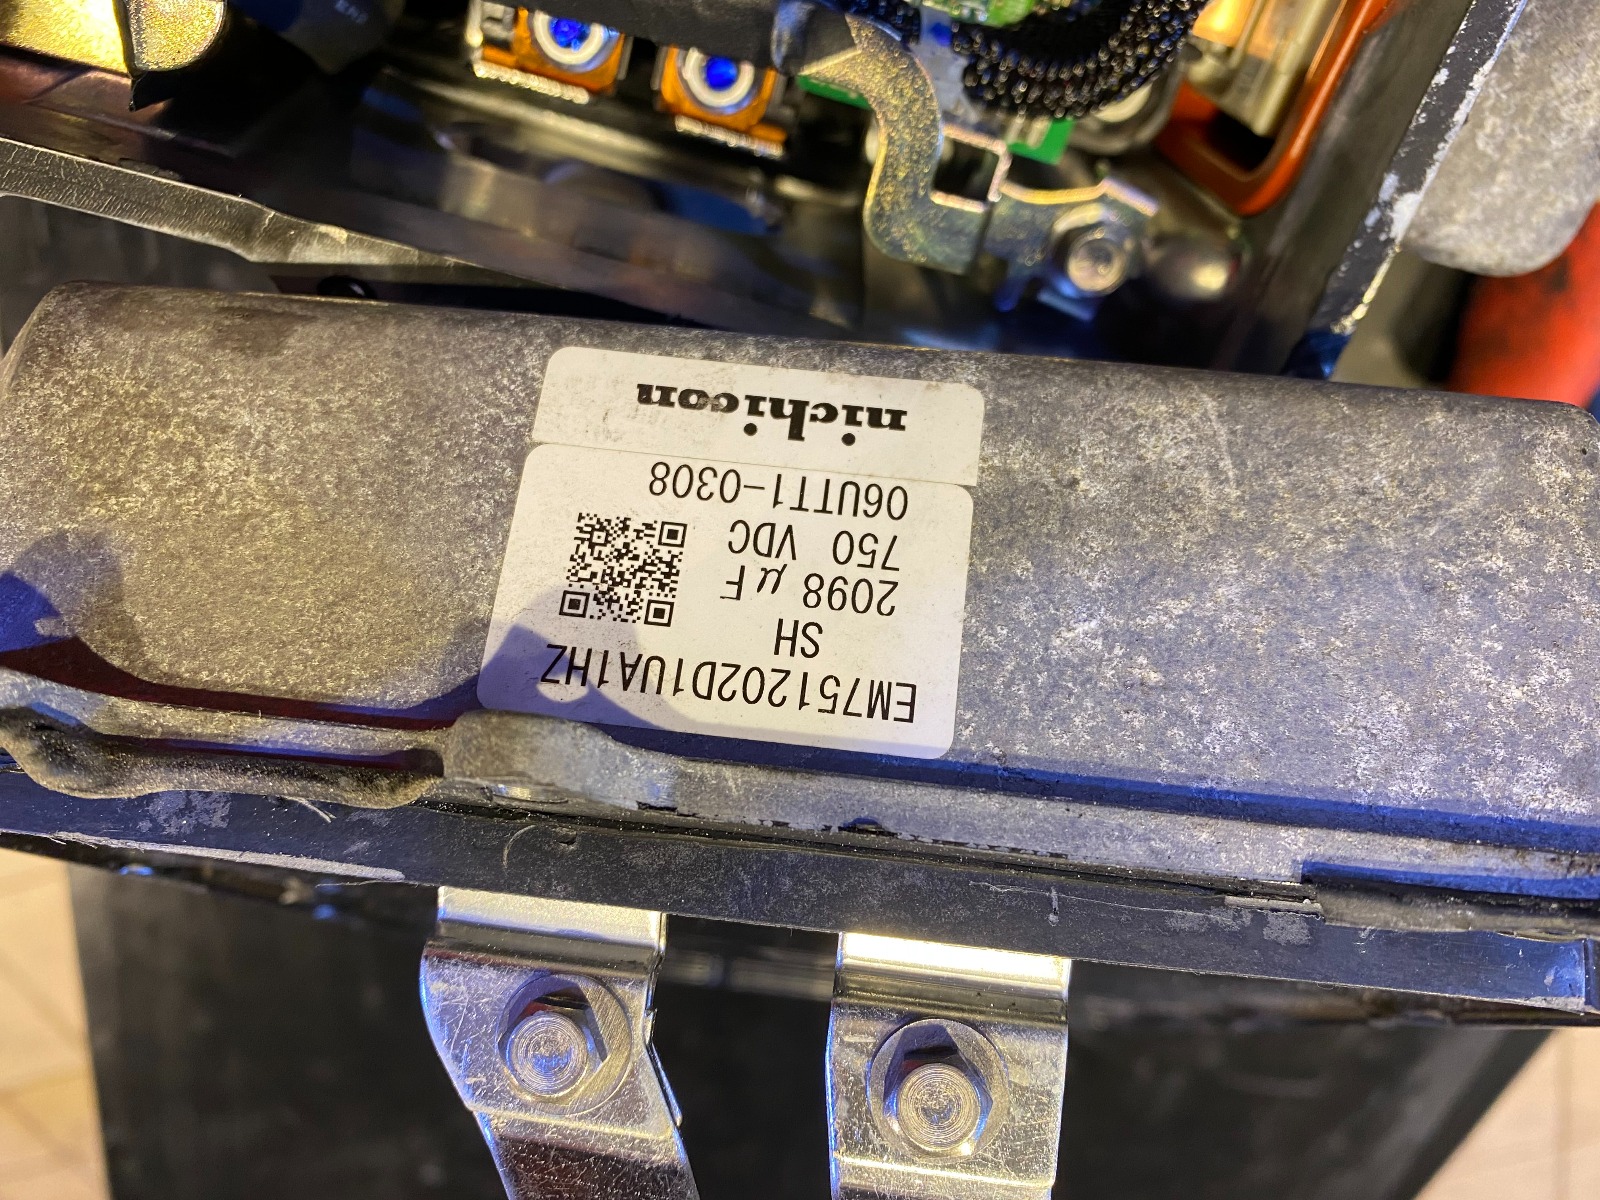 EM751202D1UA1HZ
SH
2098 μF
750 VDC
06UTT1-0308
nichicon